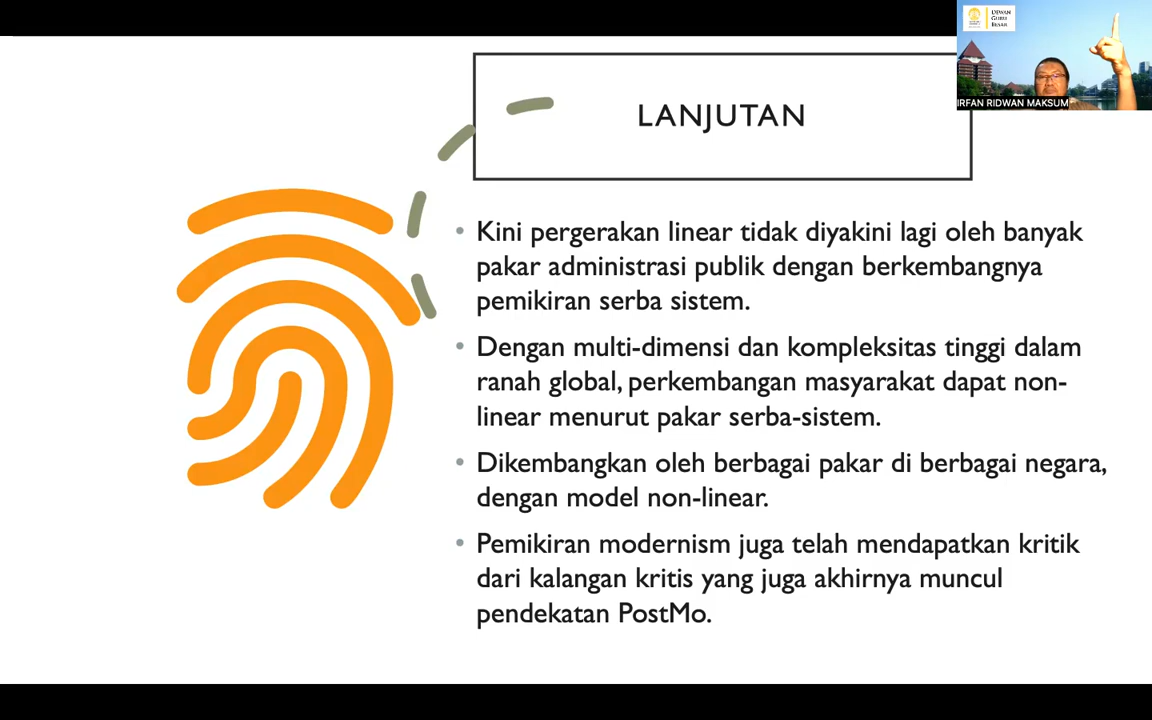 DEWAN
GURU
BESAR
IRFAN RIDWAN MAKSUM
LANJUTAN
• Kini pergerakan linear tidak diyakini lagi oleh banyak
pakar administrasi publik dengan berkembangnya
pemikiran serba sistem.
• Dengan multi-dimensi dan kompleksitas tinggi dalam
ranah global, perkembangan masyarakat dapat non-
linear menurut pakar serba-sistem.
• Dikembangkan oleh berbagai pakar di berbagai negara,
dengan model non-linear.
• Pemikiran modernism juga telah mendapatkan kritik
dari kalangan kritis yang juga akhirnya muncul
pendekatan PostMo.